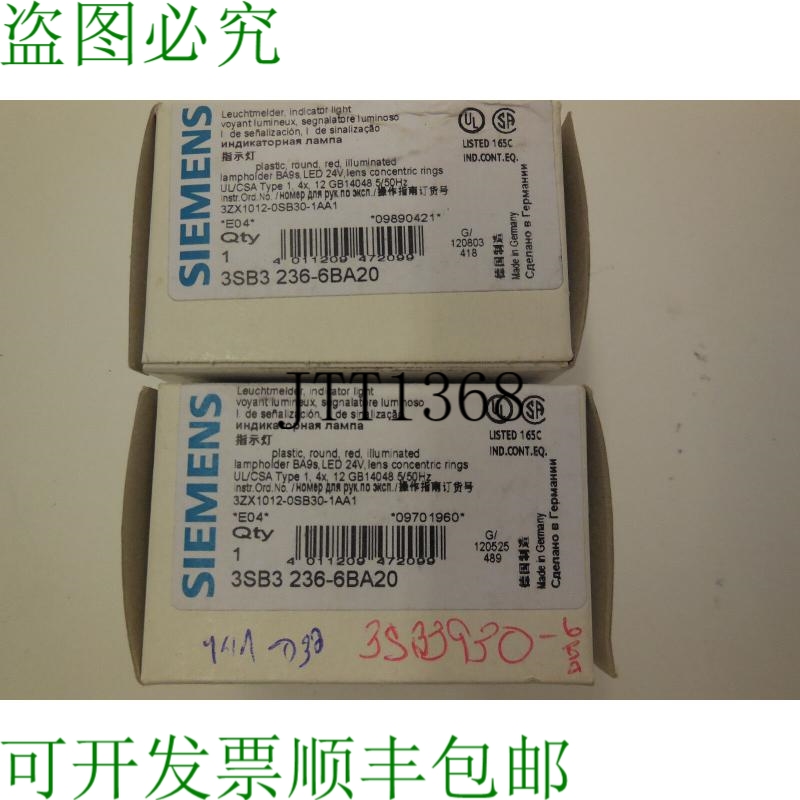 盗图必究
SIEMENS
Leuchtmelder, indicator light
voyant lumineux, segnalatore luminoso
l. de señalización, l. de sinalização
индикаторная лампа
指示灯
plastic, round, red, illuminated
lampholder BA9s, LED 24V, lens concentric rings
UL/CSA Type 1, 4x, 12 GB14048 5/50Hz
Instr.Ord.No. /номер для рук.по эксп./操作指南订货号
3ZX1012-0SB30-1AA1
*E04* *09890421*
Qty
1
4 011209 472099
3SB3 236-6BA20
UL SA
LISTED 165C
IND.CONT.EQ.
G/
120803
418
德国制造
Made in Germany
Сделано в Германии
JTT1368
SIEMENS
Leuchtmelder, indicator light
voyant lumineux, segnalatore luminoso
l. de señalización, l. de sinalização
индикаторная лампа
指示灯
plastic, round, red, illuminated
lampholder BA9s, LED 24V, lens concentric rings
UL/CSA Type 1, 4x, 12 GB14048 5/50Hz
Instr.Ord.No. /номер для рук.по эксп./操作指南订货号
3ZX1012-0SB30-1AA1
*E04* *09701960*
Qty
1
4 011209 472099
3SB3 236-6BA20
UL SA
LISTED 165C
IND.CONT.EQ.
G/
120525
489
德国制造
Made in Germany
Сделано в Германии
3SB3930-
可开发票顺丰包邮